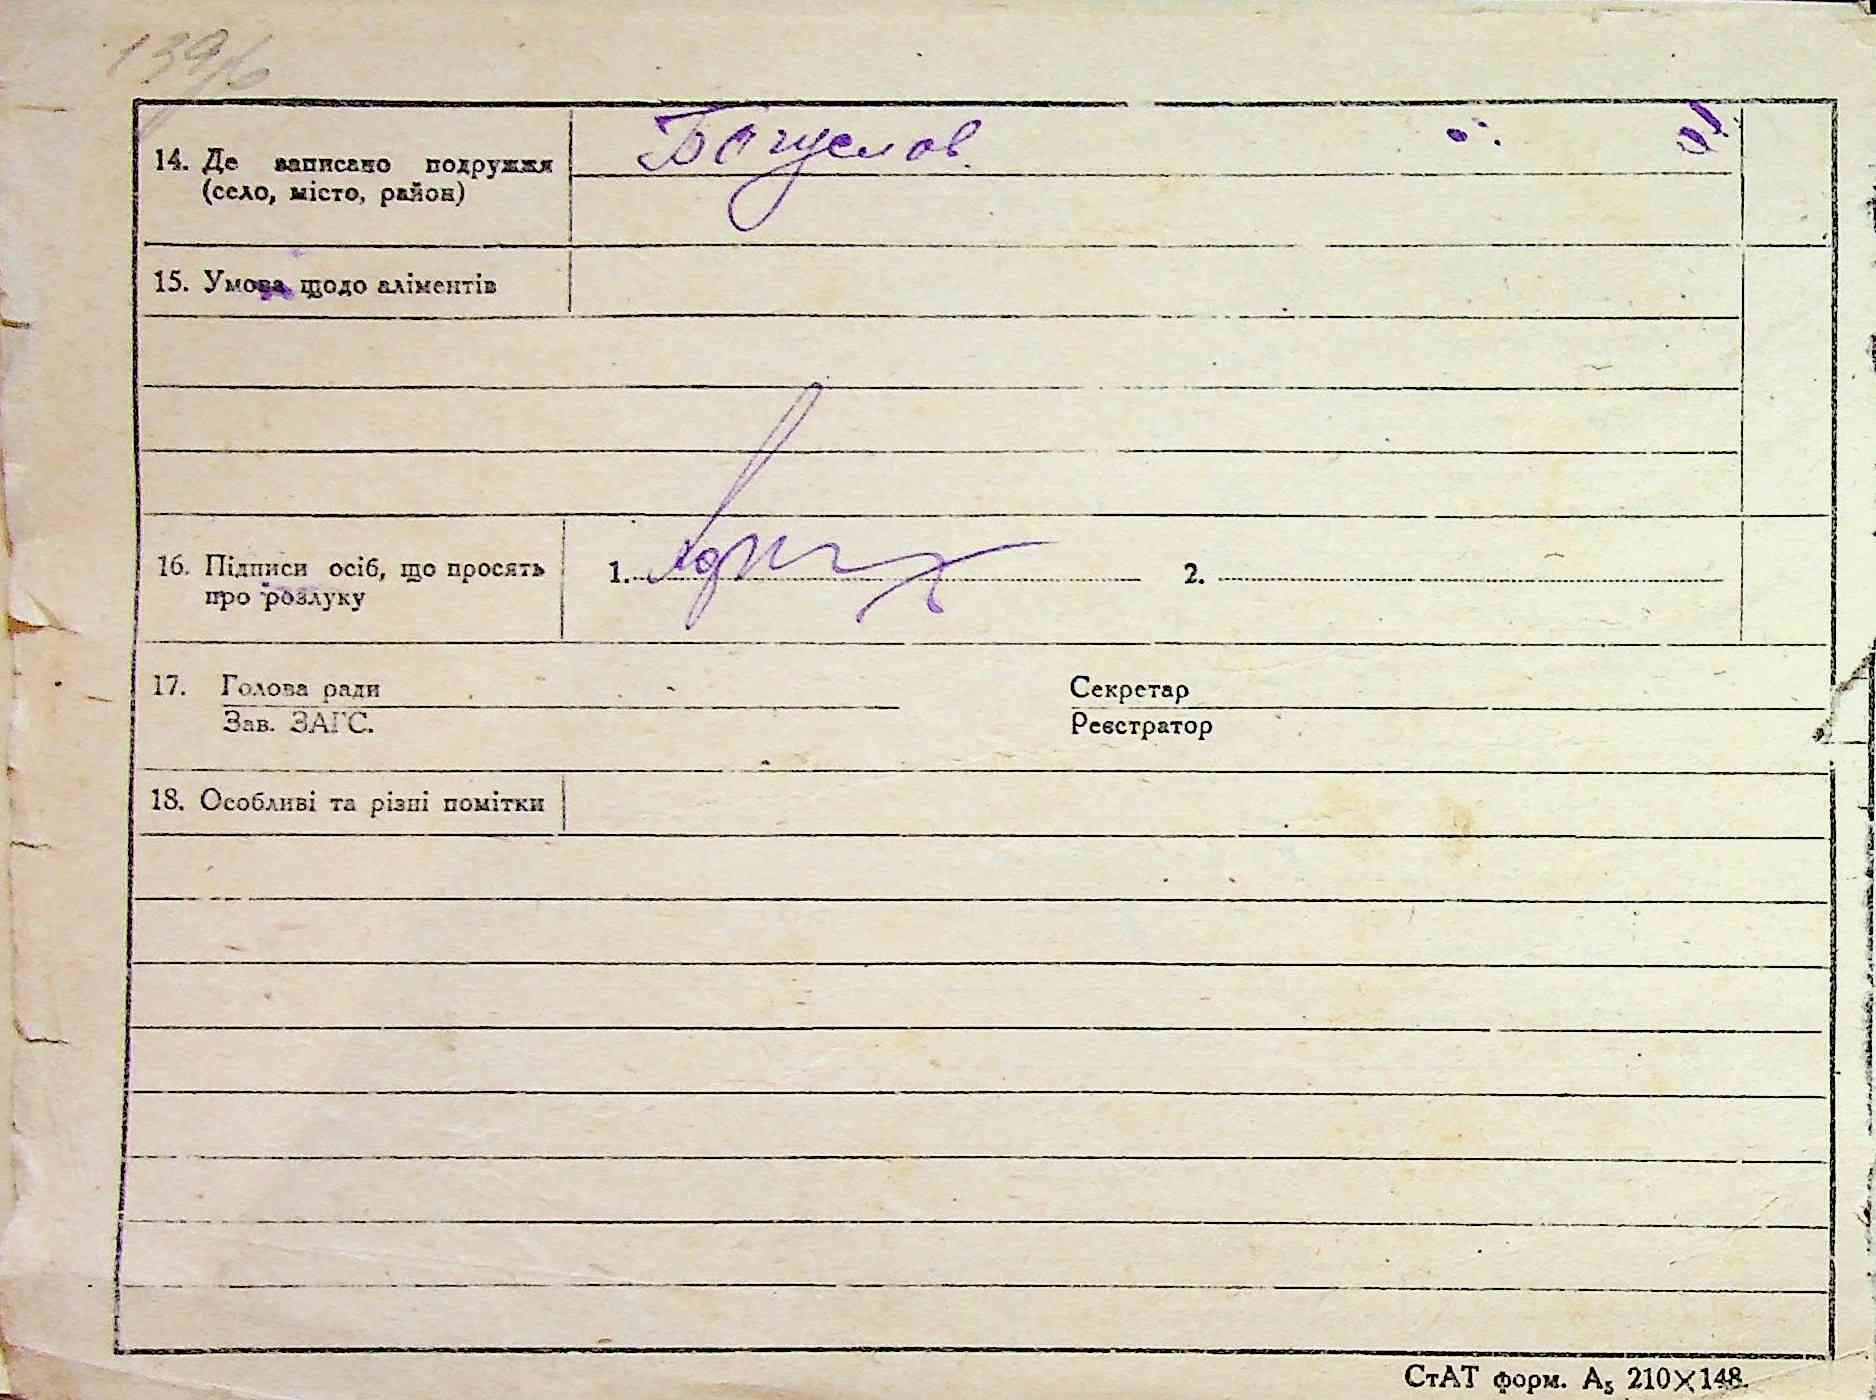 139/6
14. Де записано подружжя
(село, місто, район)
Богуслов
15. Умова щодо аліментів
16. Підписи осіб, що просять
про розлуку
1.
2.
17. Голова ради
Зав. ЗАГС.
Секретар
Реєстратор
18. Особливі та різні помітки
СтАТ форм. А₅ 210×148.